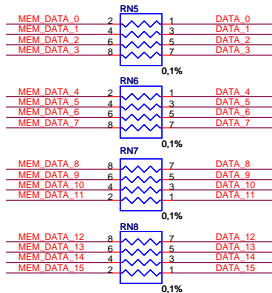 RN5
MEM_DATA_0 2 1 DATA_0
MEM_DATA_1 4 3 DATA_1
MEM_DATA_2 6 5 DATA_2
MEM_DATA_3 8 7 DATA_3
0,1%
RN6
MEM_DATA_4 2 1 DATA_4
MEM_DATA_5 4 3 DATA_5
MEM_DATA_6 6 5 DATA_6
MEM_DATA_7 8 7 DATA_7
0,1%
RN7
MEM_DATA_8 8 7 DATA_8
MEM_DATA_9 6 5 DATA_9
MEM_DATA_10 4 3 DATA_10
MEM_DATA_11 2 1 DATA_11
0,1%
RN8
MEM_DATA_12 8 7 DATA_12
MEM_DATA_13 6 5 DATA_13
MEM_DATA_14 4 3 DATA_14
MEM_DATA_15 2 1 DATA_15
0,1%